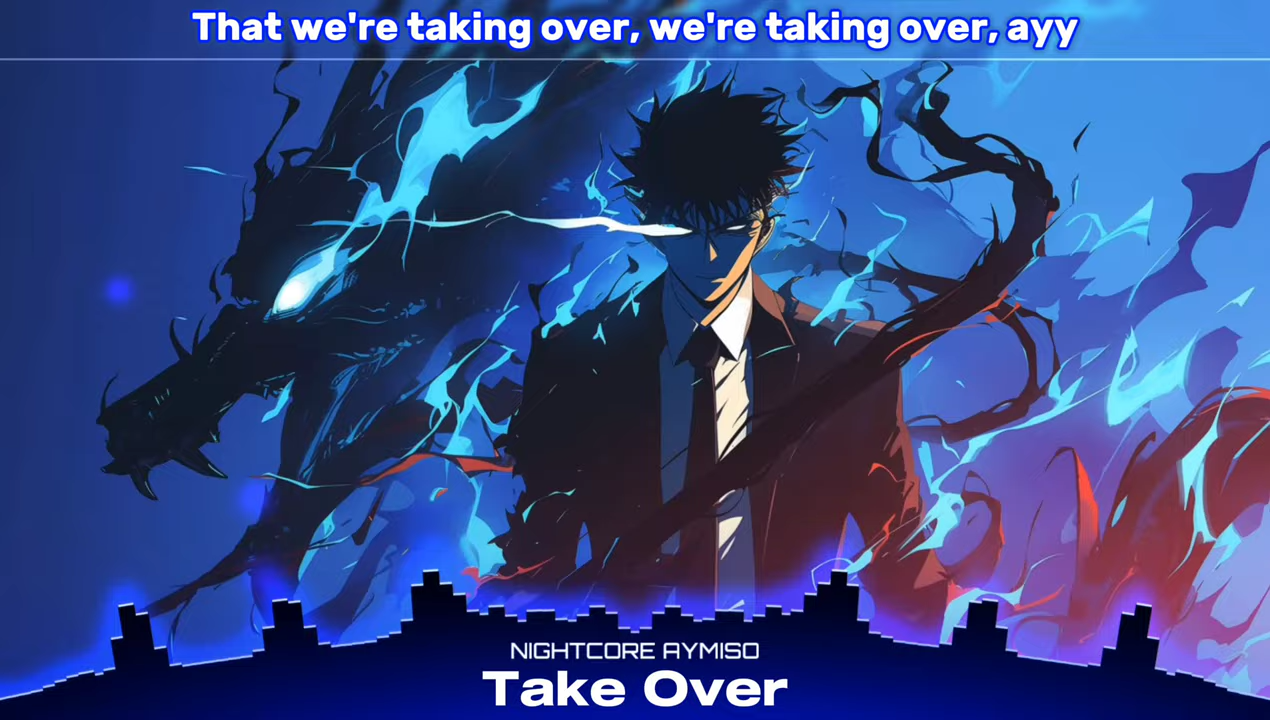 That we're taking over, we're taking over, ayy
NIGHTCORE AYMISO
Take Over